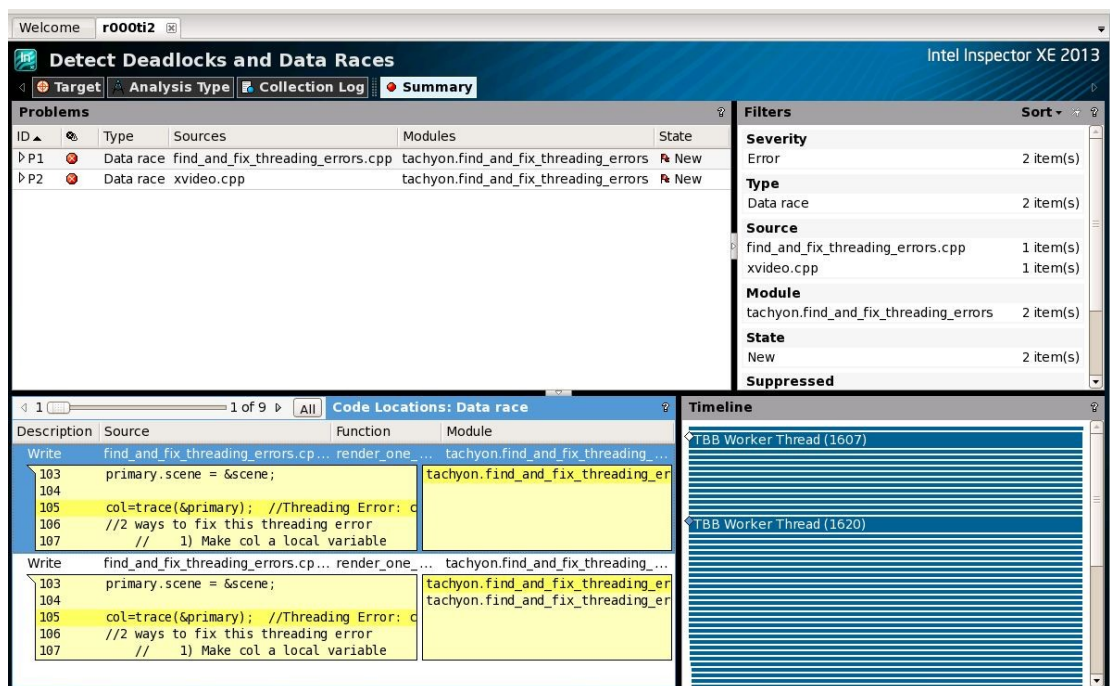 Welcome r000ti2
Detect Deadlocks and Data Races Intel Inspector XE 2013
Target Analysis Type Collection Log Summary
Problems ?
ID Type Sources Modules State
P1 Data race find_and_fix_threading_errors.cpp tachyon.find_and_fix_threading_errors New
P2 Data race xvideo.cpp tachyon.find_and_fix_threading_errors New
Filters Sort ?
Severity
Error 2 item(s)
Type
Data race 2 item(s)
Source
find_and_fix_threading_errors.cpp 1 item(s)
xvideo.cpp 1 item(s)
Module
tachyon.find_and_fix_threading_errors 2 item(s)
State
New 2 item(s)
Suppressed
1 1 of 9 All Code Locations: Data race ?
Description Source Function Module
Write find_and_fix_threading_errors.cp... render_one_... tachyon.find_and_fix_threading_...
103 primary.scene = &scene; tachyon.find_and_fix_threading_er
104
105 col=trace(&primary); //Threading Error: c
106 //2 ways to fix this threading error
107 // 1) Make col a local variable
Write find_and_fix_threading_errors.cp... render_one_... tachyon.find_and_fix_threading_...
103 primary.scene = &scene; tachyon.find_and_fix_threading_er
104 tachyon.find_and_fix_threading_er
105 col=trace(&primary); //Threading Error: c
106 //2 ways to fix this threading error
107 // 1) Make col a local variable
Timeline ?
TBB Worker Thread (1607)
TBB Worker Thread (1620)